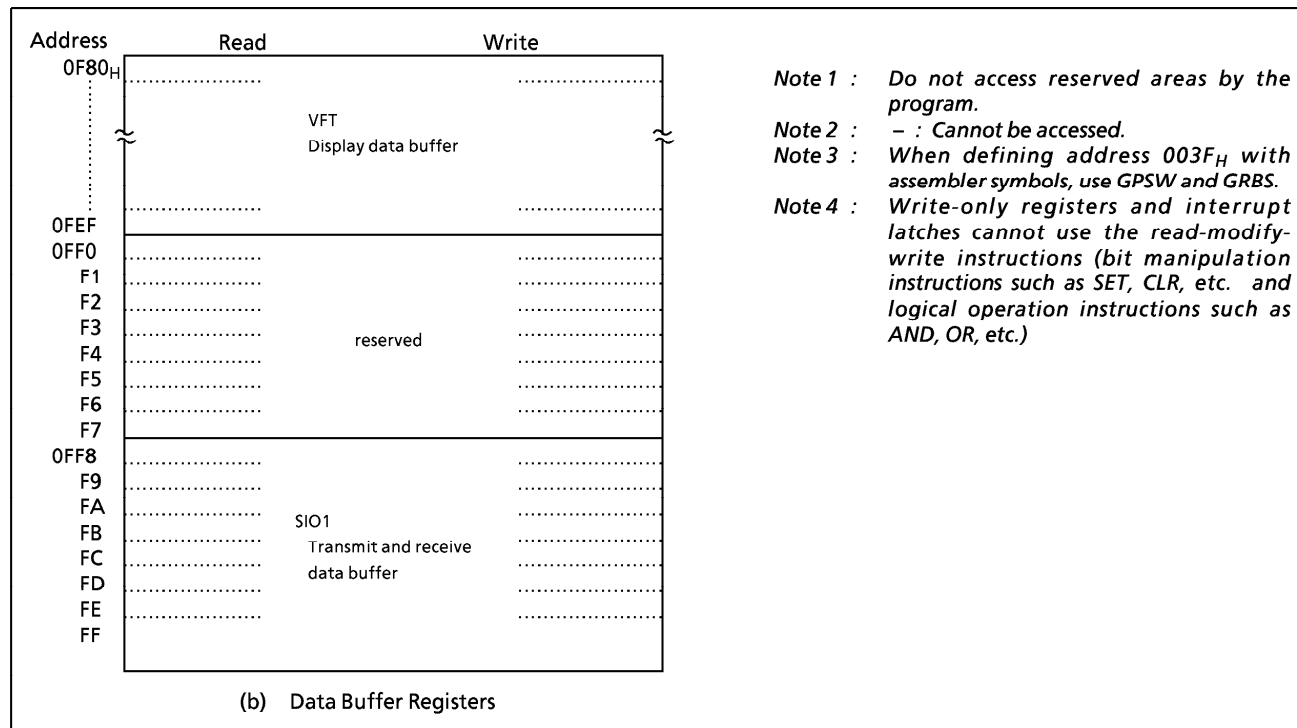 Address Read Write
0F80H
VFT
Display data buffer
0FEF
0FF0
F1
F2
F3
reserved
F4
F5
F6
F7
0FF8
F9
FA
SIO1
FB
Transmit and receive
FC
data buffer
FD
FE
FF
(b) Data Buffer Registers
Note 1 : Do not access reserved areas by the
program.
Note 2 : – : Cannot be accessed.
Note 3 : When defining address 003FH with
assembler symbols, use GPSW and GRBS.
Note 4 : Write-only registers and interrupt
latches cannot use the read-modify-
write instructions (bit manipulation
instructions such as SET, CLR, etc. and
logical operation instructions such as
AND, OR, etc.)